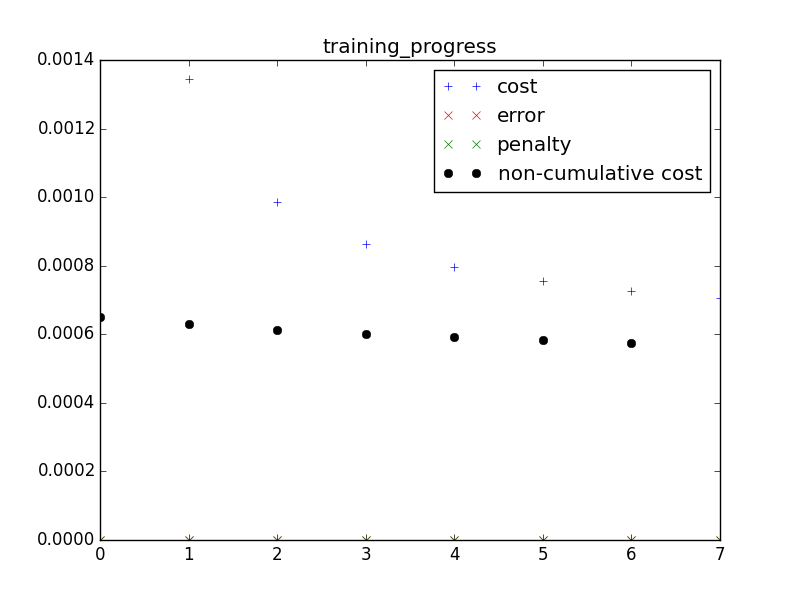 training_progress
0.0014
0.0012
0.0010
0.0008
0.0006
0.0004
0.0002
0.0000
cost
error
penalty
non-cumulative cost
0 1 2 3 4 5 6 7